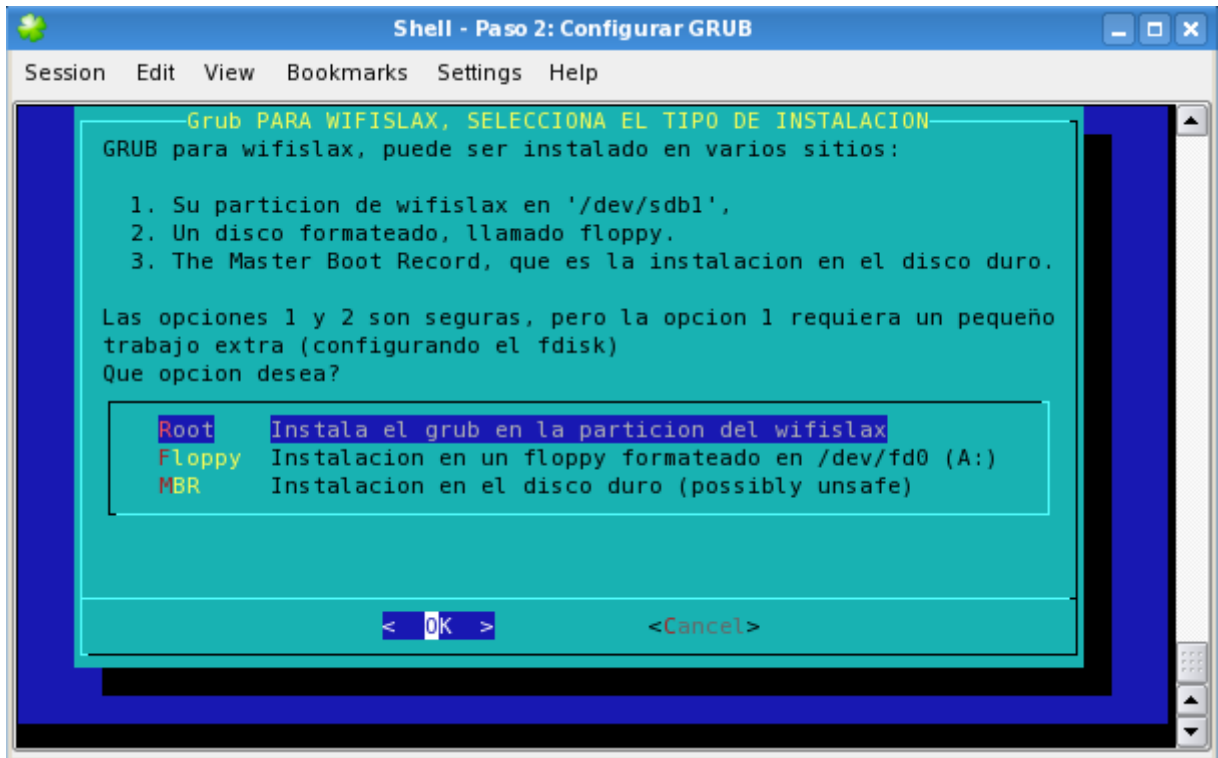 Shell - Paso 2: Configurar GRUB
Session Edit View Bookmarks Settings Help
Grub PARA WIFISLAX, SELECCIONA EL TIPO DE INSTALACION
GRUB para wifislax, puede ser instalado en varios sitios:
1. Su particion de wifislax en '/dev/sdb1',
2. Un disco formateado, llamado floppy.
3. The Master Boot Record, que es la instalacion en el disco duro.
Las opciones 1 y 2 son seguras, pero la opcion 1 requiera un pequeño
trabajo extra (configurando el fdisk)
Que opcion desea?
Root Instala el grub en la particion del wifislax
Floppy Instalacion en un floppy formateado en /dev/fd0 (A:)
MBR Instalacion en el disco duro (possibly unsafe)
< OK > <Cancel>